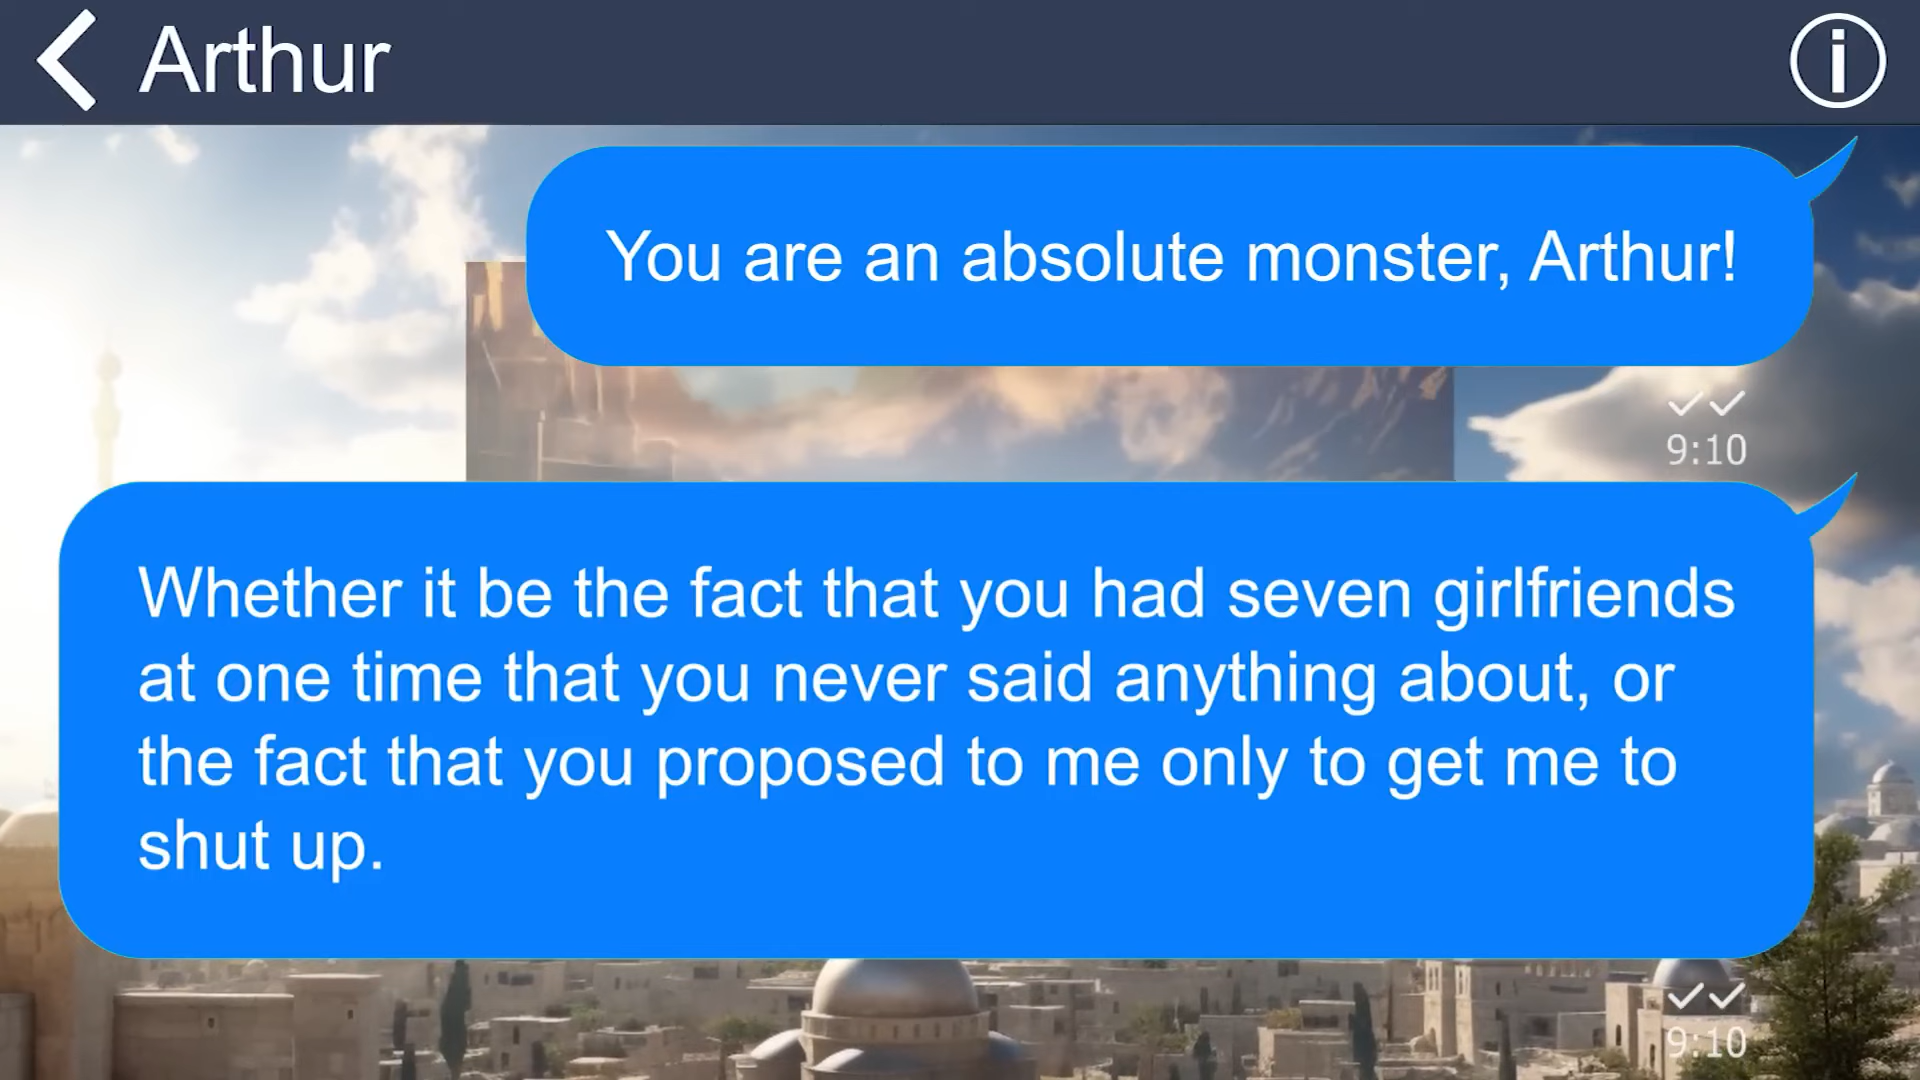 Arthur
You are an absolute monster, Arthur!
9:10
Whether it be the fact that you had seven girlfriends
at one time that you never said anything about, or
the fact that you proposed to me only to get me to
shut up.
9:10